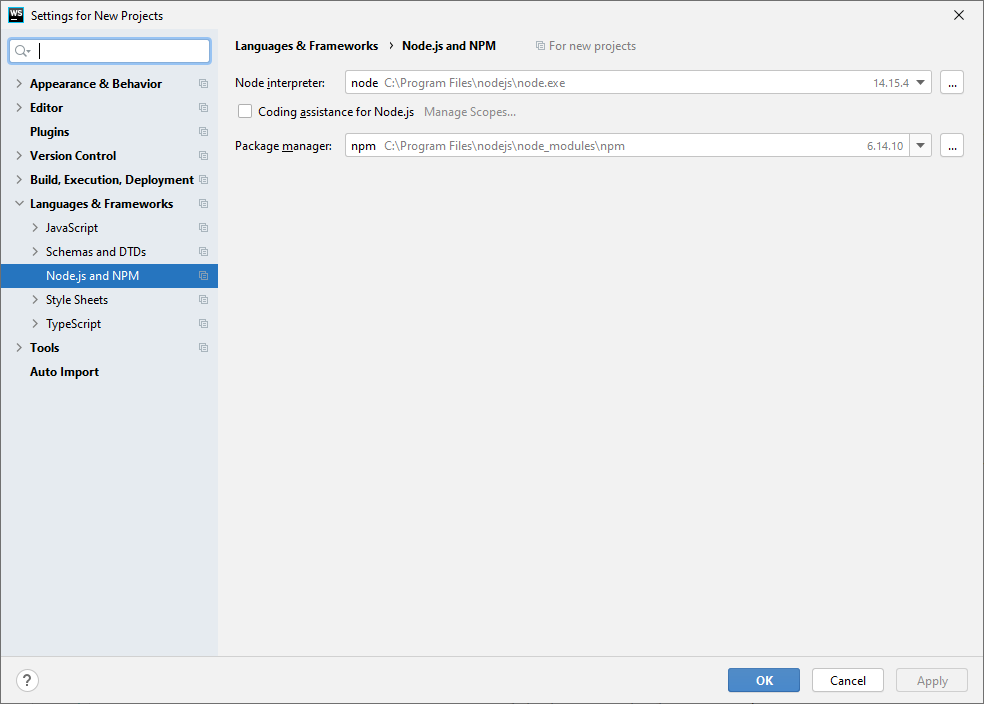 WS
Settings for New Projects
Appearance & Behavior
Editor
Plugins
Version Control
Build, Execution, Deployment
Languages & Frameworks
JavaScript
Schemas and DTDs
Node.js and NPM
Style Sheets
TypeScript
Tools
Auto Import
Languages & Frameworks › Node.js and NPM For new projects
Node interpreter: node C:\Program Files\nodejs\node.exe 14.15.4 ...
Coding assistance for Node.js Manage Scopes...
Package manager: npm C:\Program Files\nodejs\node_modules\npm 6.14.10 ...
? OK Cancel Apply